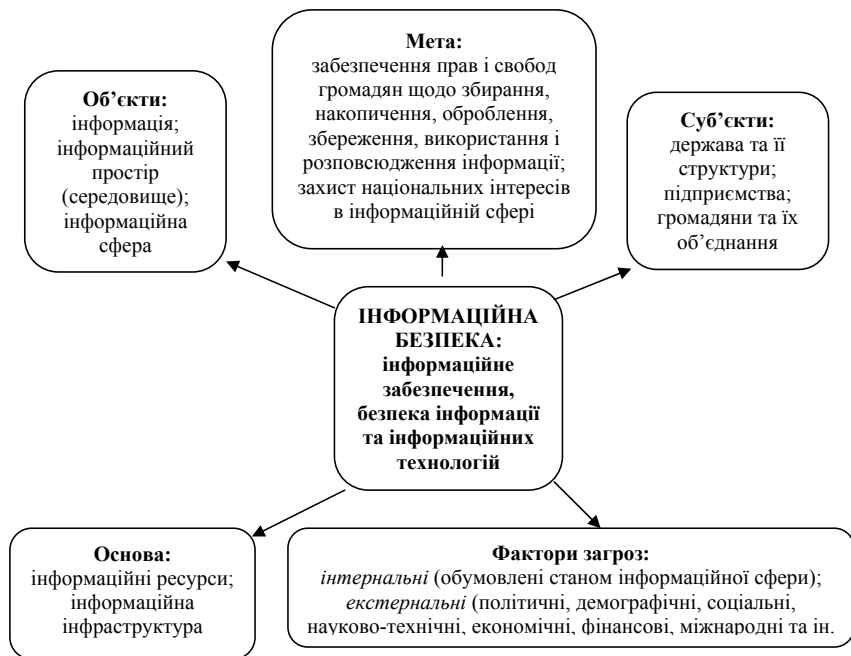 Мета:
забезпечення прав і свобод
громадян щодо збирання,
накопичення, оброблення,
збереження, використання і
розповсюдження інформації;
захист національних інтересів
в інформаційній сфері
Об’єкти:
інформація;
інформаційний
простір
(середовище);
інформаційна
сфера
Суб’єкти:
держава та її
структури;
підприємства;
громадяни та їх
об’єднання
ІНФОРМАЦІЙНА
БЕЗПЕКА:
інформаційне
забезпечення,
безпека інформації
та інформаційних
технологій
Основа:
інформаційні ресурси;
інформаційна
інфраструктура
Фактори загроз:
інтернальні (обумовлені станом інформаційної сфери);
екстернальні (політичні, демографічні, соціальні,
науково-технічні, економічні, фінансові, міжнародні та ін.